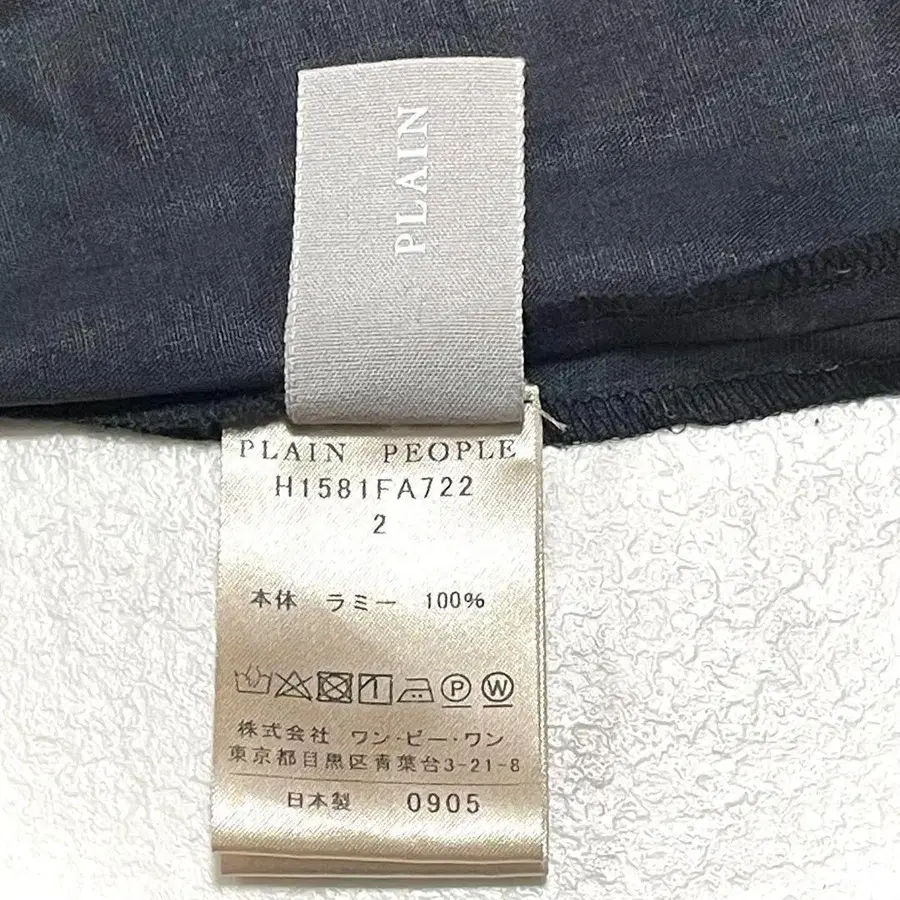 PLAIN
PLAIN PEOPLE
H1581FA722
2
本体 ラミー 100%
P W
株式会社 ワン・ビー・ワン
東京都目黒区青葉台3-21-8
日本製 0905